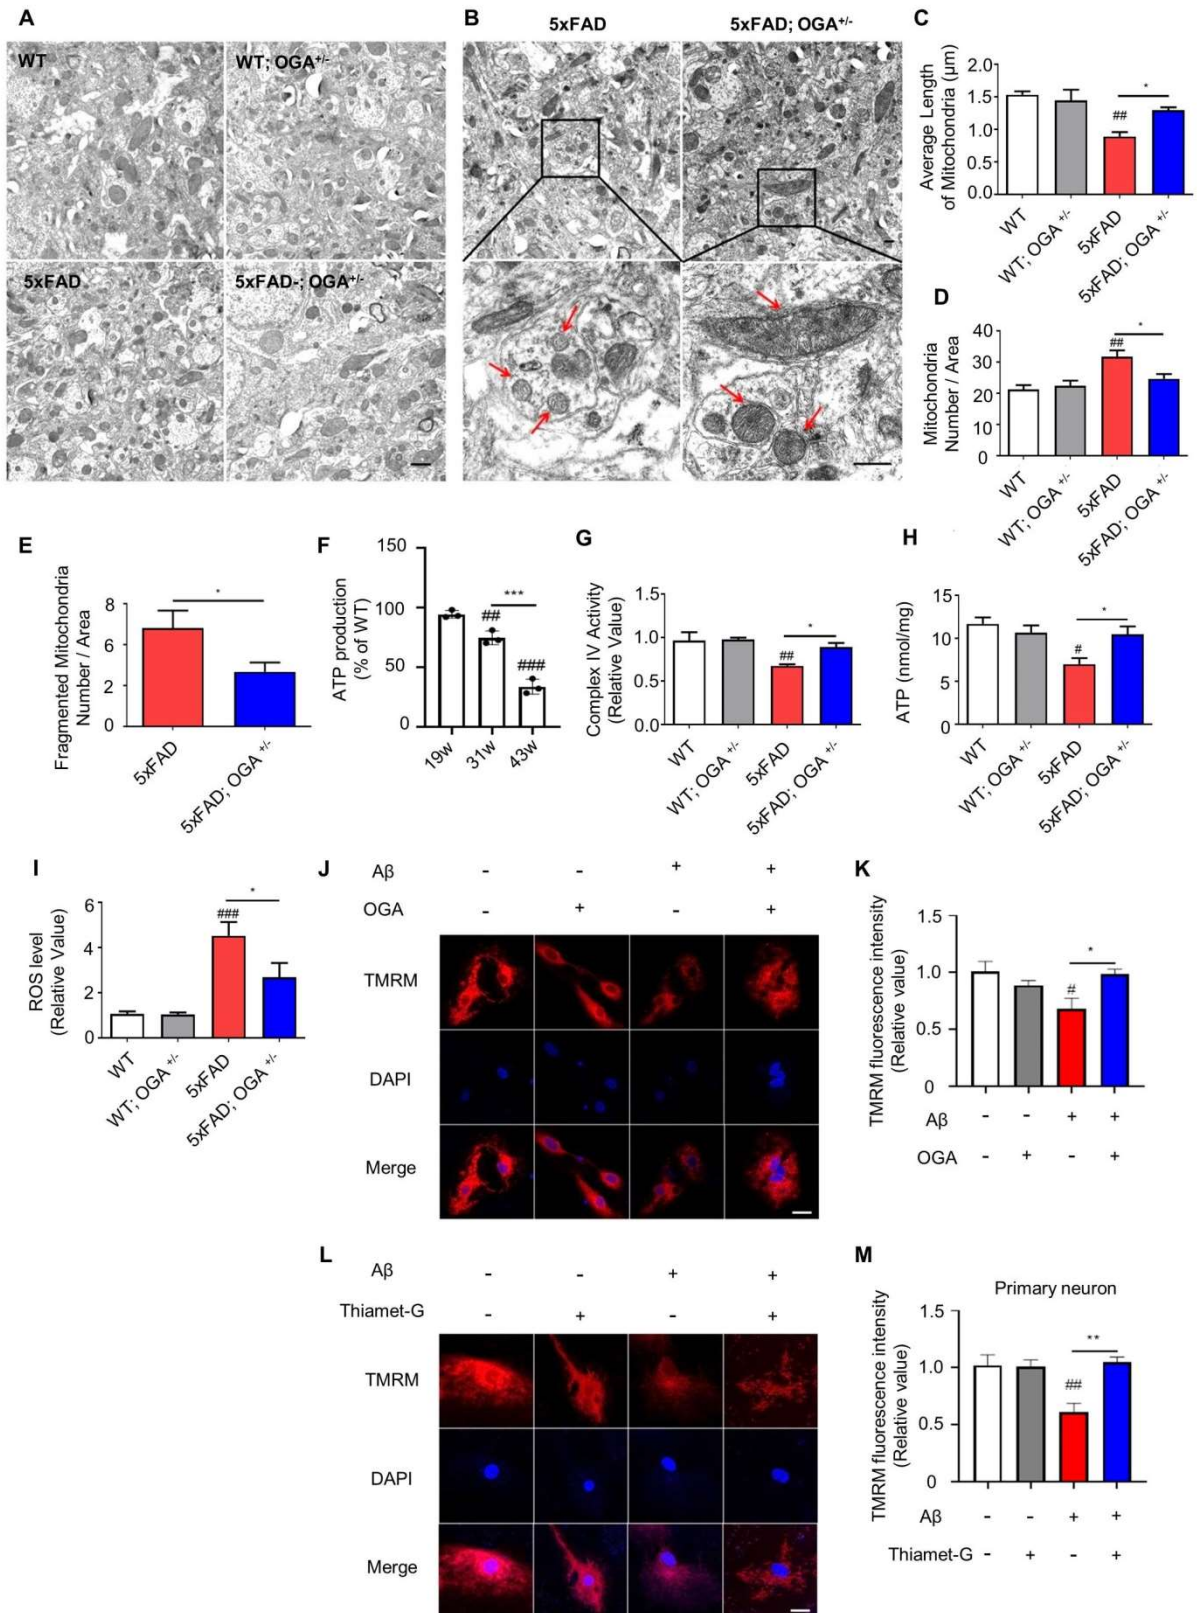 A
WT
WT; OGA+/-
5xFAD
5xFAD-; OGA+/-
B
5xFAD
5xFAD; OGA+/-
C
Average Length
of Mitochondria (μm)
2.0
1.5
1.0
0.5
0.0
##
*
WT
WT; OGA +/-
5xFAD
5xFAD; OGA +/-
D
Mitochondria
Number / Area
40
30
20
10
0
##
*
WT
WT; OGA +/-
5xFAD
5xFAD; OGA +/-
E
Fragmented Mitochondria
Number / Area
8
6
2
0
*
5xFAD
5xFAD; OGA +/-
F
ATP production
(% of WT)
150
100
50
0
##
***
###
19w
31w
43w
G
Complex IV Activity
(Relative Value)
1.5
1.0
0.5
0.0
##
*
WT
WT; OGA +/-
5xFAD
5xFAD; OGA +/-
H
ATP (nmol/mg)
15
10
5
0
#
*
WT
WT; OGA +/-
5xFAD
5xFAD; OGA +/-
I
ROS level
(Relative Value)
6
4
2
0
###
*
WT
WT; OGA +/-
5xFAD
5xFAD; OGA +/-
J
Aβ - - + +
OGA - + - +
TMRM
DAPI
Merge
K
TMRM fluorescence intensity
(Relative value)
1.5
1.0
0.5
0
#
*
Aβ - - + +
OGA - + - +
L
Aβ - - + +
Thiamet-G - + - +
TMRM
DAPI
Merge
M
Primary neuron
TMRM fluorescence intensity
(Relative value)
1.5
1.0
0.5
0
##
**
Aβ - - + +
Thiamet-G - + - +